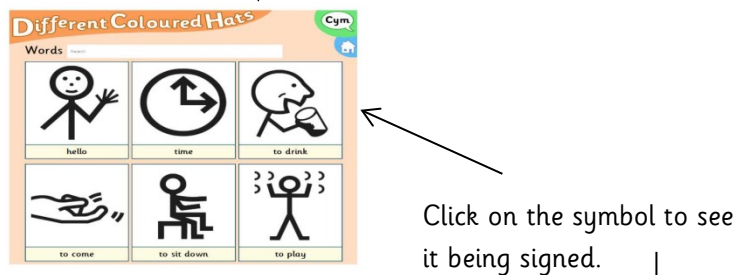 Different Coloured Hats
Cym
Words Search
hello time to drink
to come to sit down to play
Click on the symbol to see
it being signed.